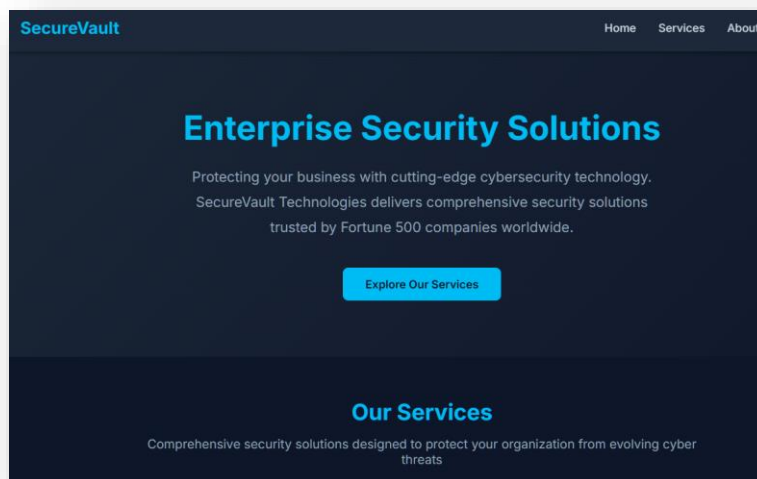 SecureVault
Home Services About
Enterprise Security Solutions
Protecting your business with cutting-edge cybersecurity technology.
SecureVault Technologies delivers comprehensive security solutions
trusted by Fortune 500 companies worldwide.
Explore Our Services
Our Services
Comprehensive security solutions designed to protect your organization from evolving cyber
threats